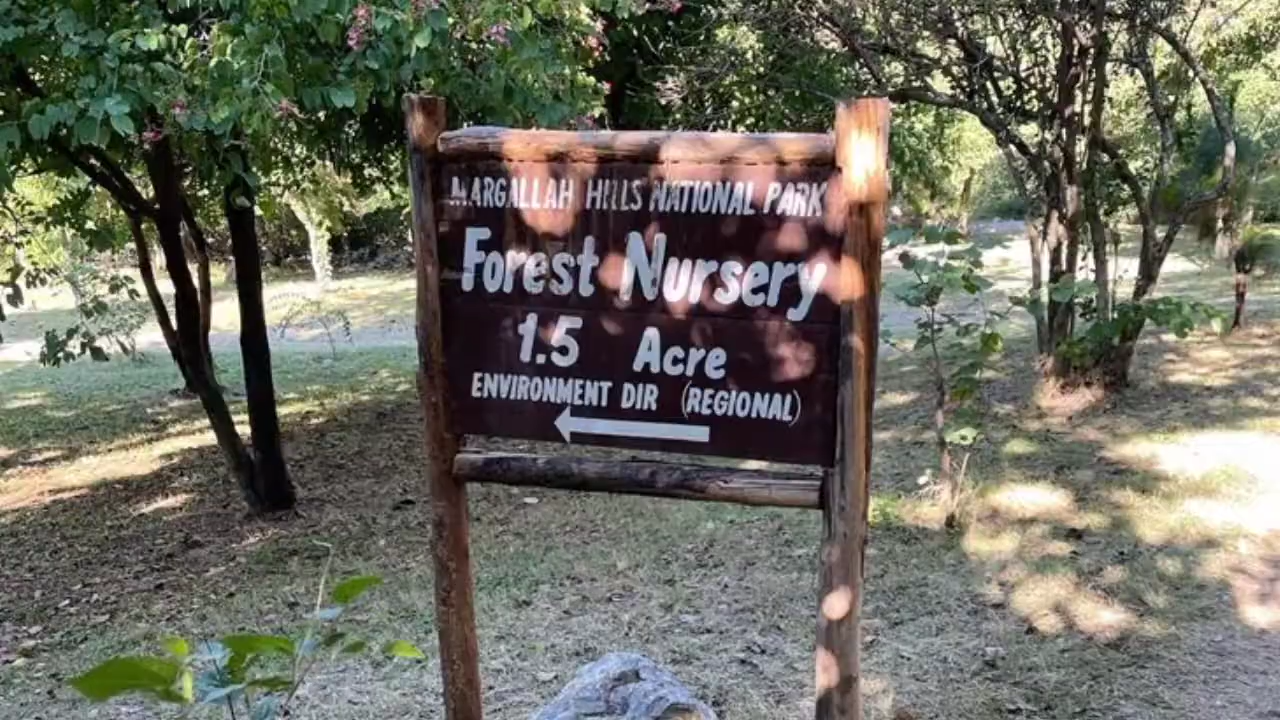 MARGALLAH HILLS NATIONAL PARK
Forest Nursery
1.5 Acre
ENVIRONMENT DIR (REGIONAL)